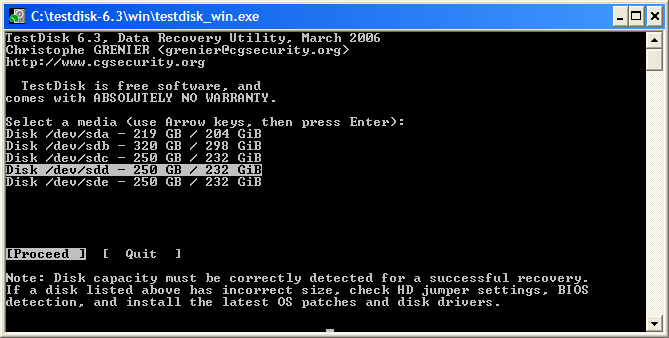 C:\testdisk-6.3\win\testdisk_win.exe
TestDisk 6.3, Data Recovery Utility, March 2006
Christophe GRENIER <grenier@cgsecurity.org>
http://www.cgsecurity.org
TestDisk is free software, and
comes with ABSOLUTELY NO WARRANTY.
Select a media (use Arrow keys, then press Enter):
Disk /dev/sda - 219 GB / 204 GiB
Disk /dev/sdb - 320 GB / 298 GiB
Disk /dev/sdc - 250 GB / 232 GiB
Disk /dev/sdd - 250 GB / 232 GiB
Disk /dev/sde - 250 GB / 232 GiB
[Proceed ]  [  Quit  ]
Note: Disk capacity must be correctly detected for a successful recovery.
If a disk listed above has incorrect size, check HD jumper settings, BIOS
detection, and install the latest OS patches and disk drivers.